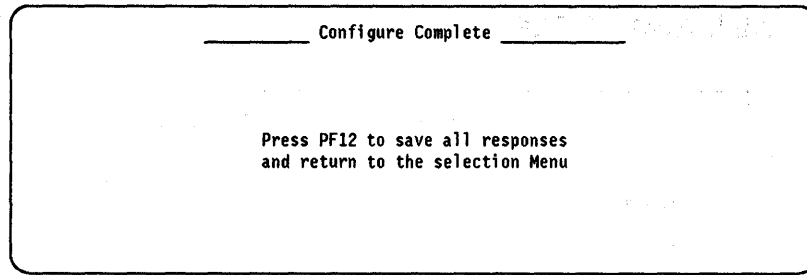 Configure Complete
Press PF12 to save all responses
and return to the selection Menu